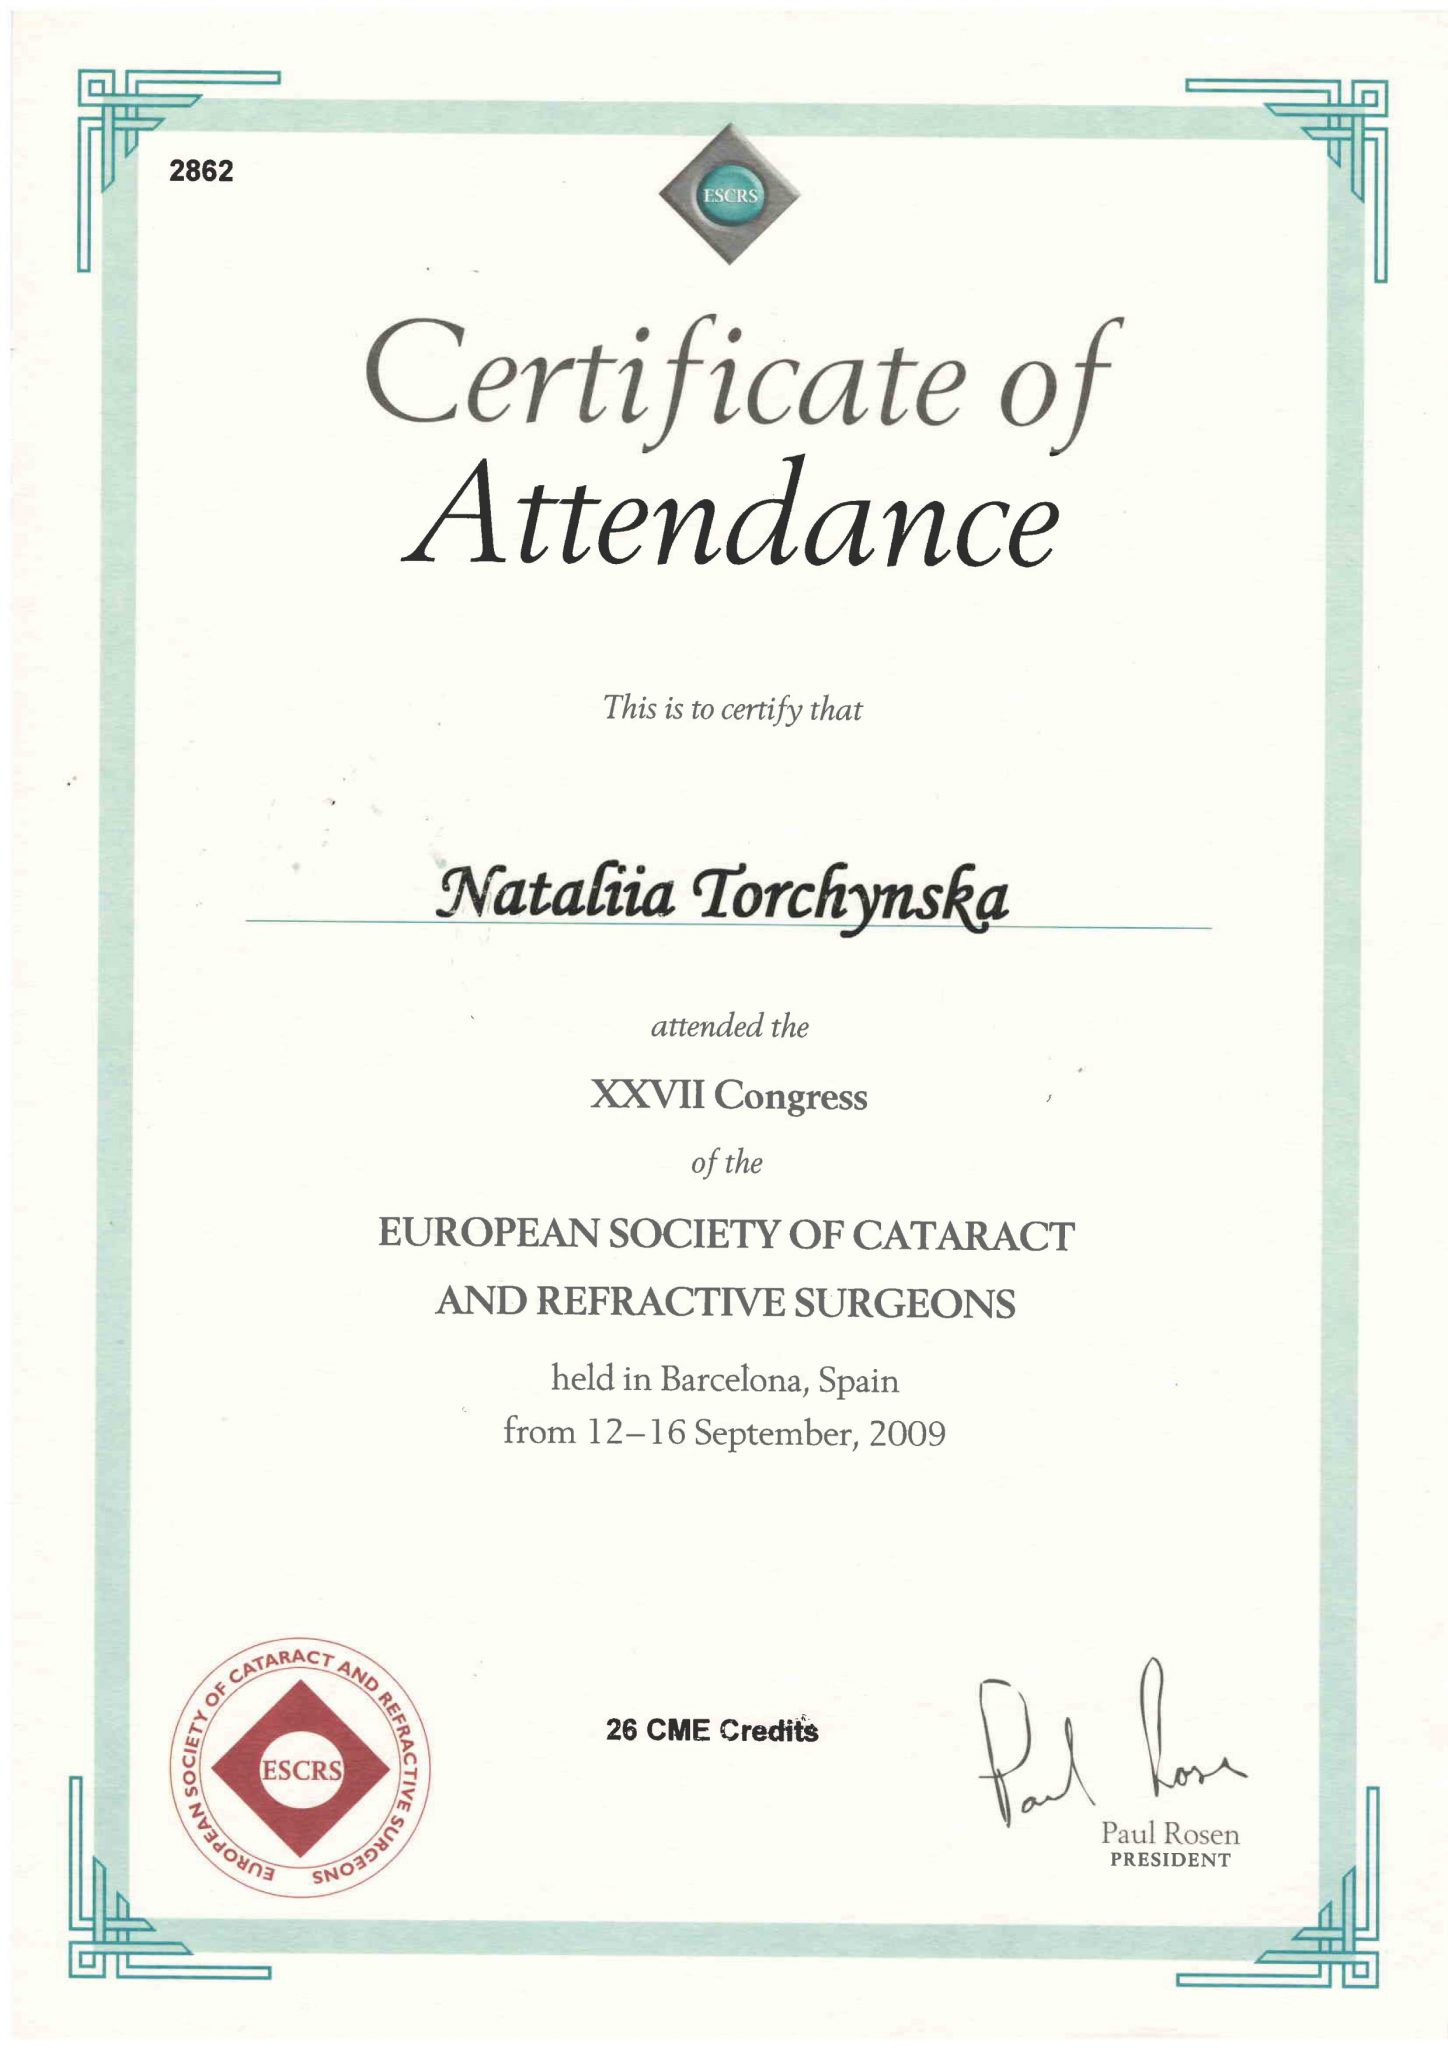 2862
ESCRS
Certificate of
Attendance
This is to certify that
Nataliia Torchynska
attended the
XXVII Congress
of the
EUROPEAN SOCIETY OF CATARACT
AND REFRACTIVE SURGEONS
held in Barcelona, Spain
from 12–16 September, 2009
EUROPEAN SOCIETY OF CATARACT AND REFRACTIVE SURGEONS
ESCRS
26 CME Credits
Paul Rosen
Paul Rosen
PRESIDENT